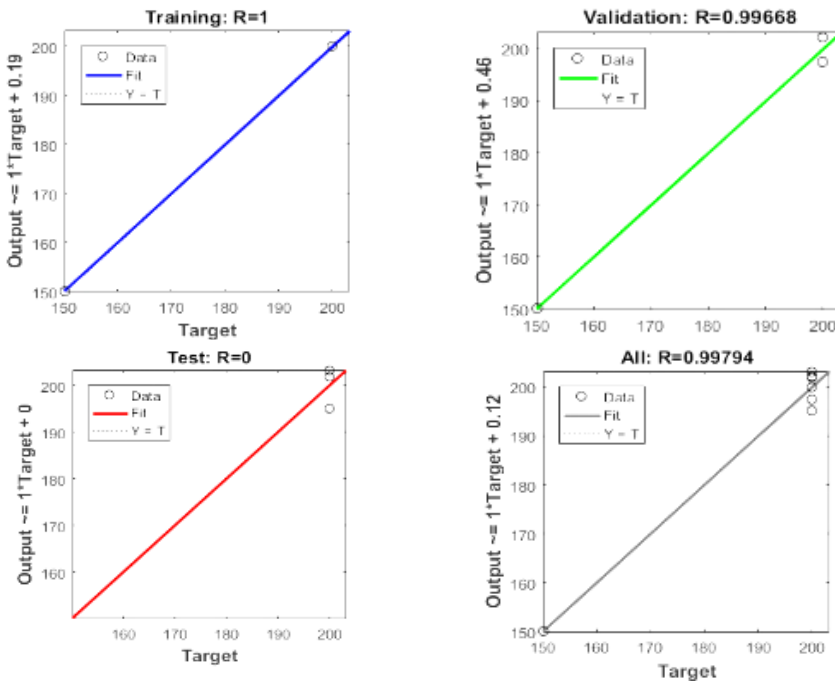 Training: R=1
Output ~= 1*Target + 0.19
Data
Fit
Y = T
200
190
180
170
160
150
150 160 170 180 190 200
Target
Validation: R=0.99668
Output ~= 1*Target + 0.46
Data
Fit
Y = T
200
190
180
170
160
150
150 160 170 180 190 200
Test: R=0
Output ~= 1*Target + 0
Data
Fit
Y = T
200
190
180
170
160
160 170 180 190 200
Target
All: R=0.99794
Output ~= 1*Target + 0.12
Data
Fit
Y = T
200
190
180
170
160
150
150 160 170 180 190 200
Target